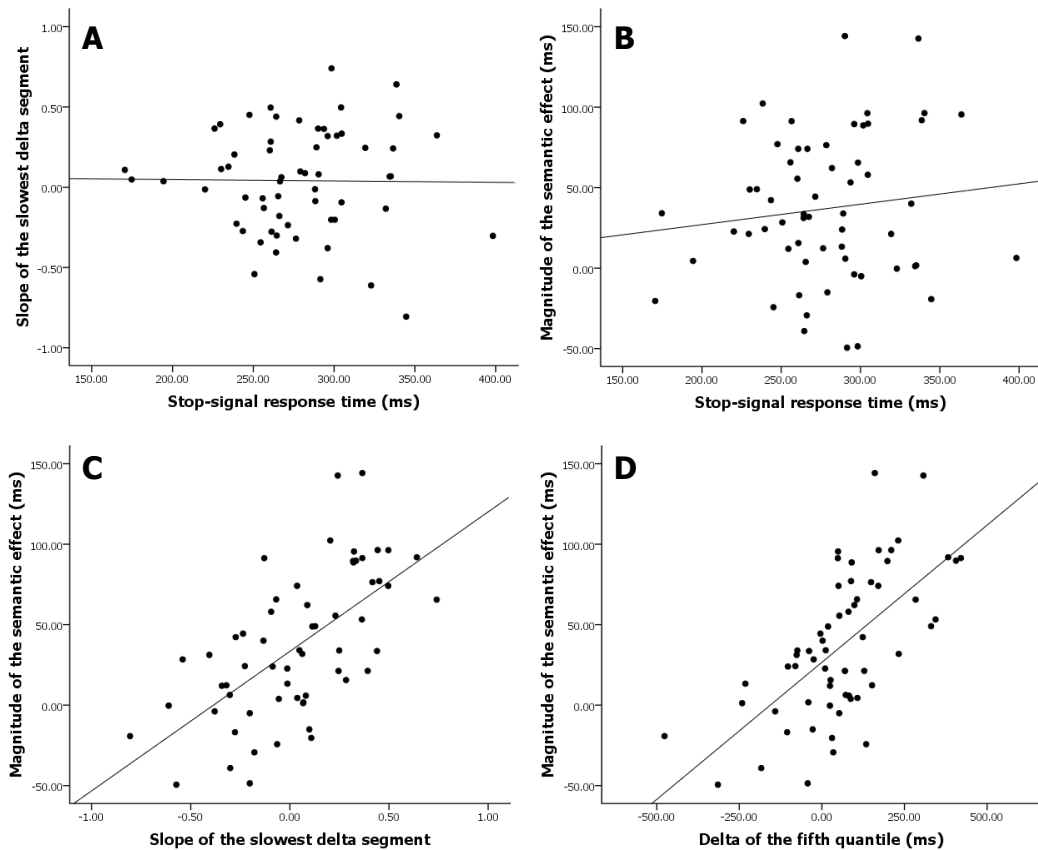 A
Slope of the slowest delta segment
1.00
0.50
0.00
-0.50
-1.00
150.00 200.00 250.00 300.00 350.00 400.00
Stop-signal response time (ms)
B
Magnitude of the semantic effect (ms)
150.00
100.00
50.00
0.00
-50.00
150.00 200.00 250.00 300.00 350.00 400.00
Stop-signal response time (ms)
C
Magnitude of the semantic effect (ms)
150.00
100.00
50.00
0.00
-50.00
-1.00 -0.50 0.00 0.50 1.00
Slope of the slowest delta segment
D
Magnitude of the semantic effect (ms)
150.00
100.00
50.00
0.00
-50.00
-500.00 -250.00 0.00 250.00 500.00
Delta of the fifth quantile (ms)